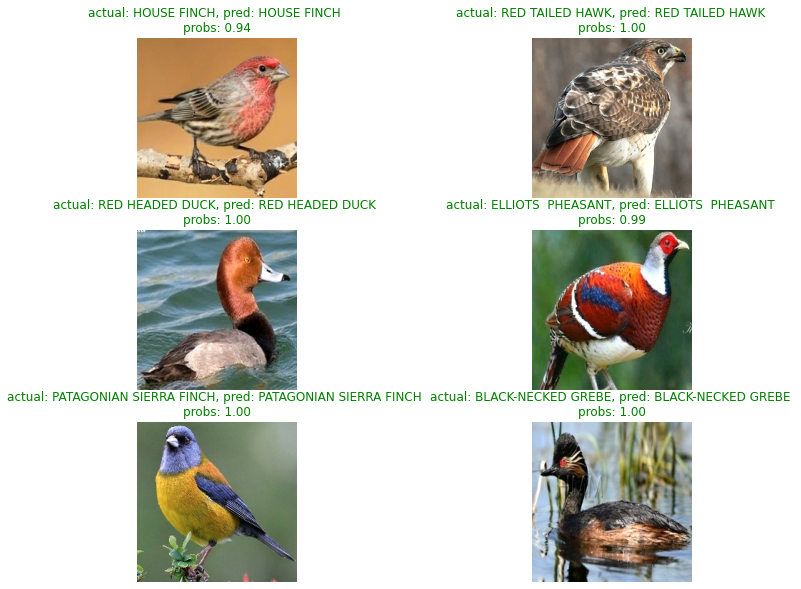 actual: HOUSE FINCH, pred: HOUSE FINCH
probs: 0.94
actual: RED TAILED HAWK, pred: RED TAILED HAWK
probs: 1.00
actual: RED HEADED DUCK, pred: RED HEADED DUCK
probs: 1.00
actual: ELLIOTS  PHEASANT, pred: ELLIOTS  PHEASANT
probs: 0.99
actual: PATAGONIAN SIERRA FINCH, pred: PATAGONIAN SIERRA FINCH
probs: 1.00
actual: BLACK-NECKED GREBE, pred: BLACK-NECKED GREBE
probs: 1.00